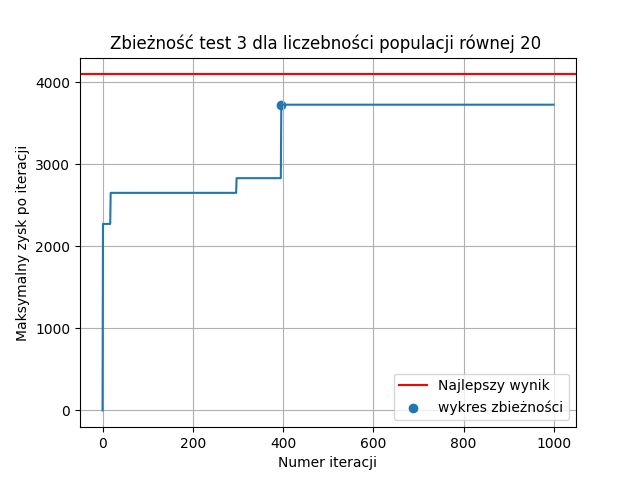 Zbieżność test 3 dla liczebności populacji równej 20
Maksymalny zysk po iteracji
4000
3000
2000
1000
0
0 200 400 600 800 1000
Numer iteracji
Najlepszy wynik
wykres zbieżności